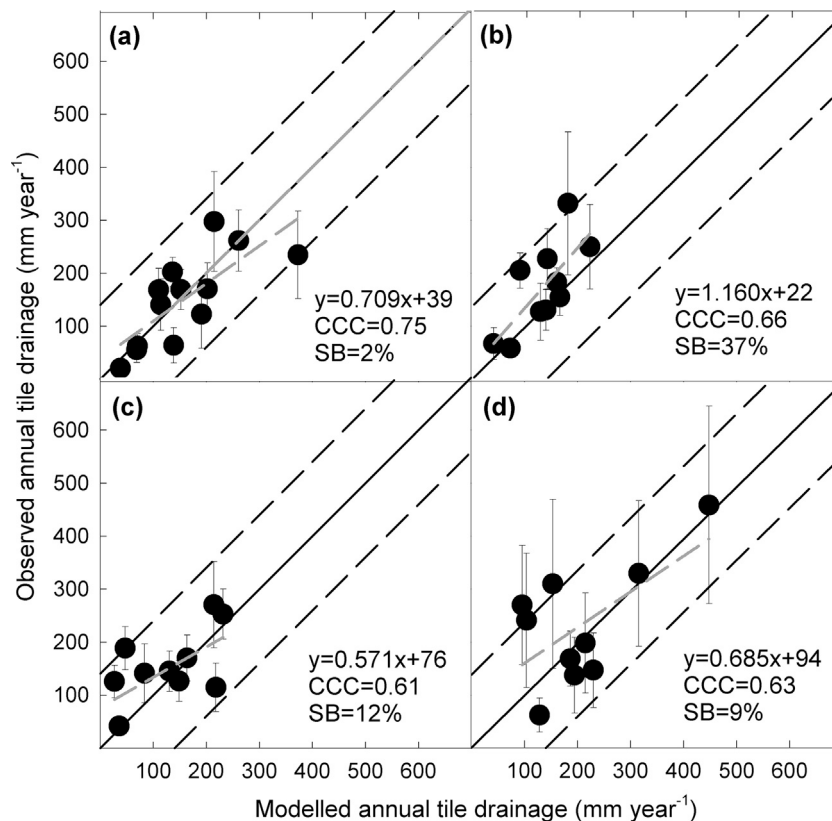 (a)
(b)
600
500
400
300
200
100
y=0.709x+39
CCC=0.75
SB=2%
y=1.160x+22
CCC=0.66
SB=37%
Observed annual tile drainage (mm year-1)
(c)
(d)
600
500
400
300
200
100
y=0.571x+76
CCC=0.61
SB=12%
y=0.685x+94
CCC=0.63
SB=9%
100 200 300 400 500 600
100 200 300 400 500 600
Modelled annual tile drainage (mm year-1)